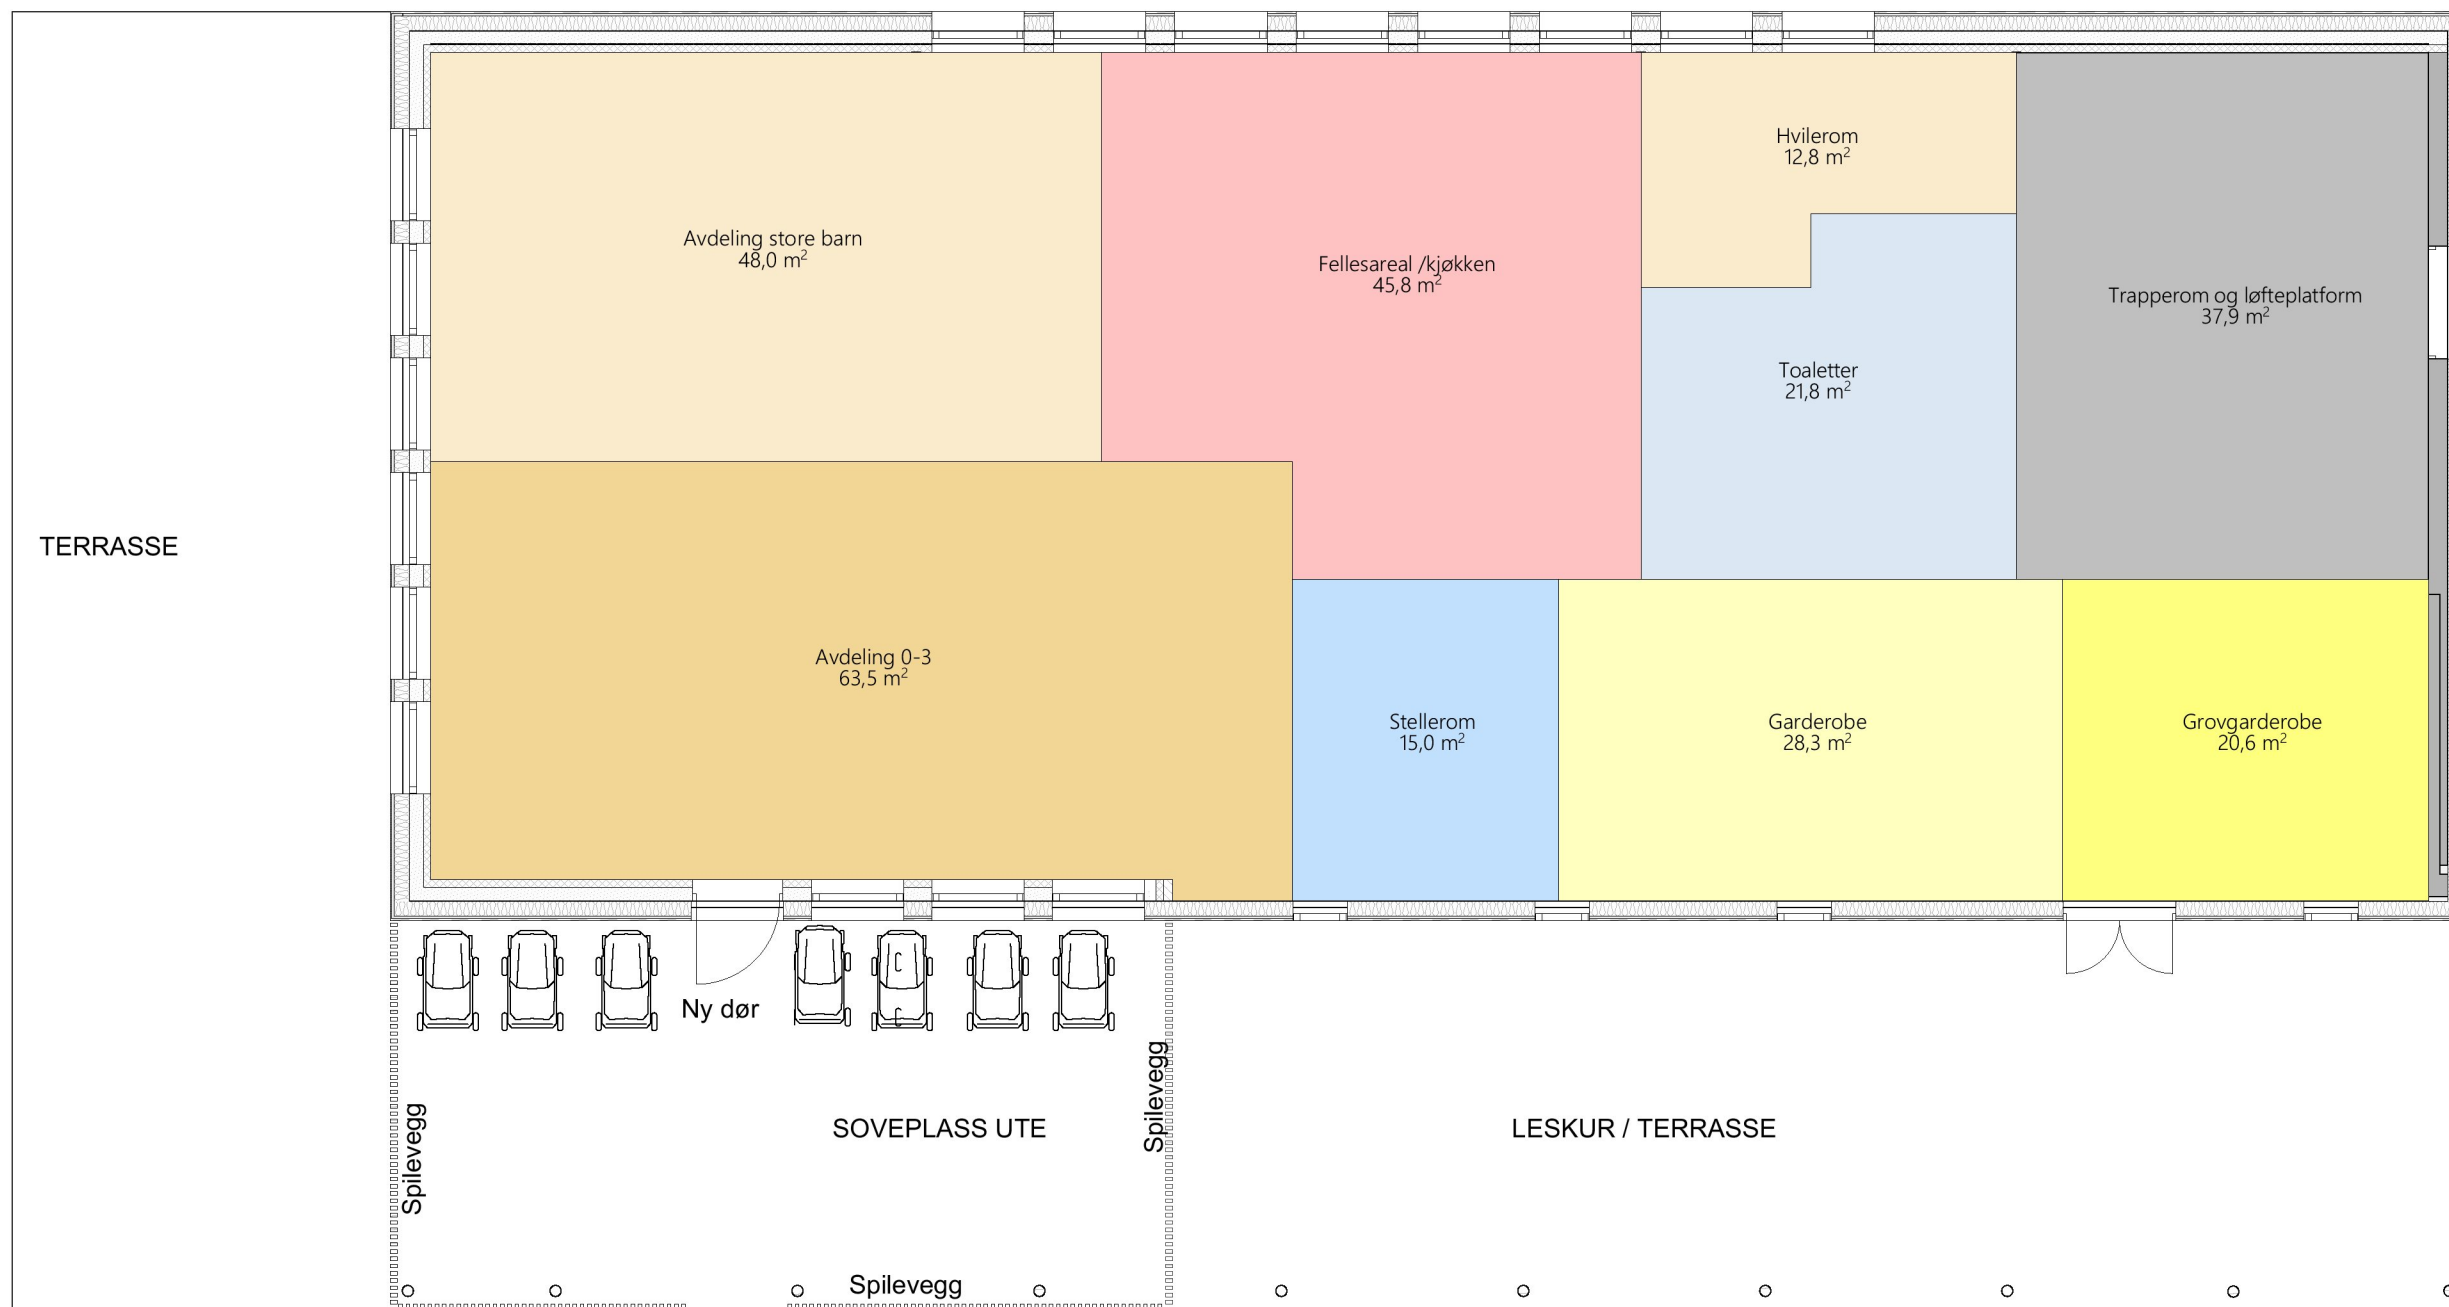 Hvilerom
12,8 m²
Avdeling store barn
48,0 m²
Fellesareal /kjøkken
45,8 m²
Trapperom og løfteplatform
37,9 m²
Toaletter
21,8 m²
TERRASSE
Avdeling 0-3
63,5 m²
Stellerom
15,0 m²
Garderobe
28,3 m²
Grovgarderobe
20,6 m²
Ny dør
Spilevegg
Spilevegg
SOVEPLASS UTE
LESKUR / TERRASSE
Spilevegg